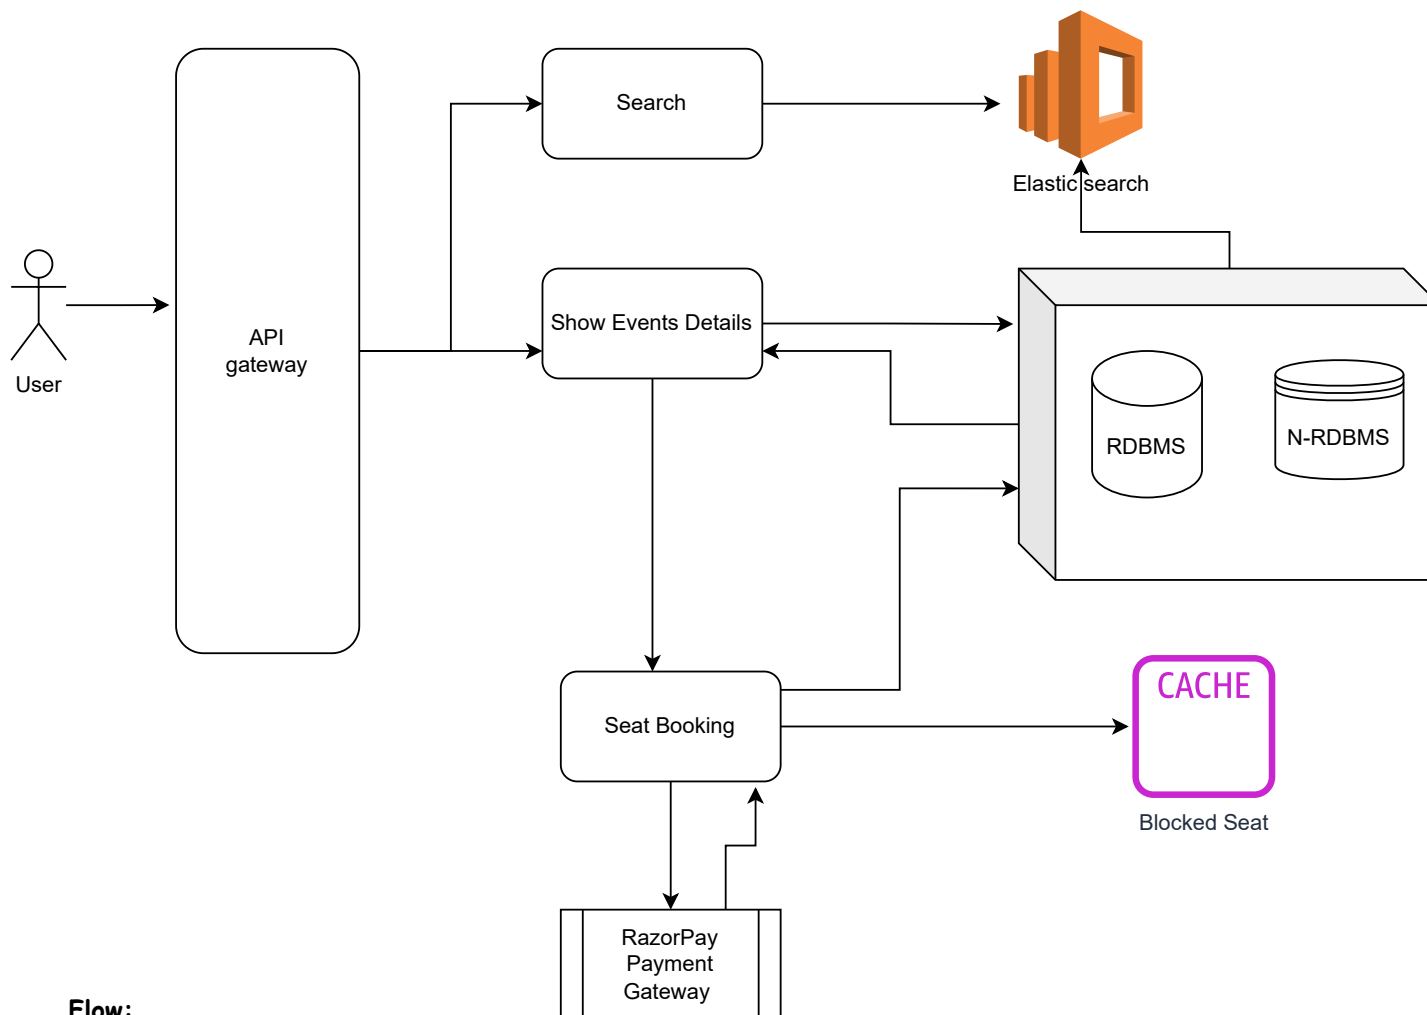 Search
Elastic search
Show Events Details
API
gateway
User
RDBMS
N-RDBMS
CACHE
Seat Booking
Blocked Seat
RazorPay
Payment
Gateway
Flow: